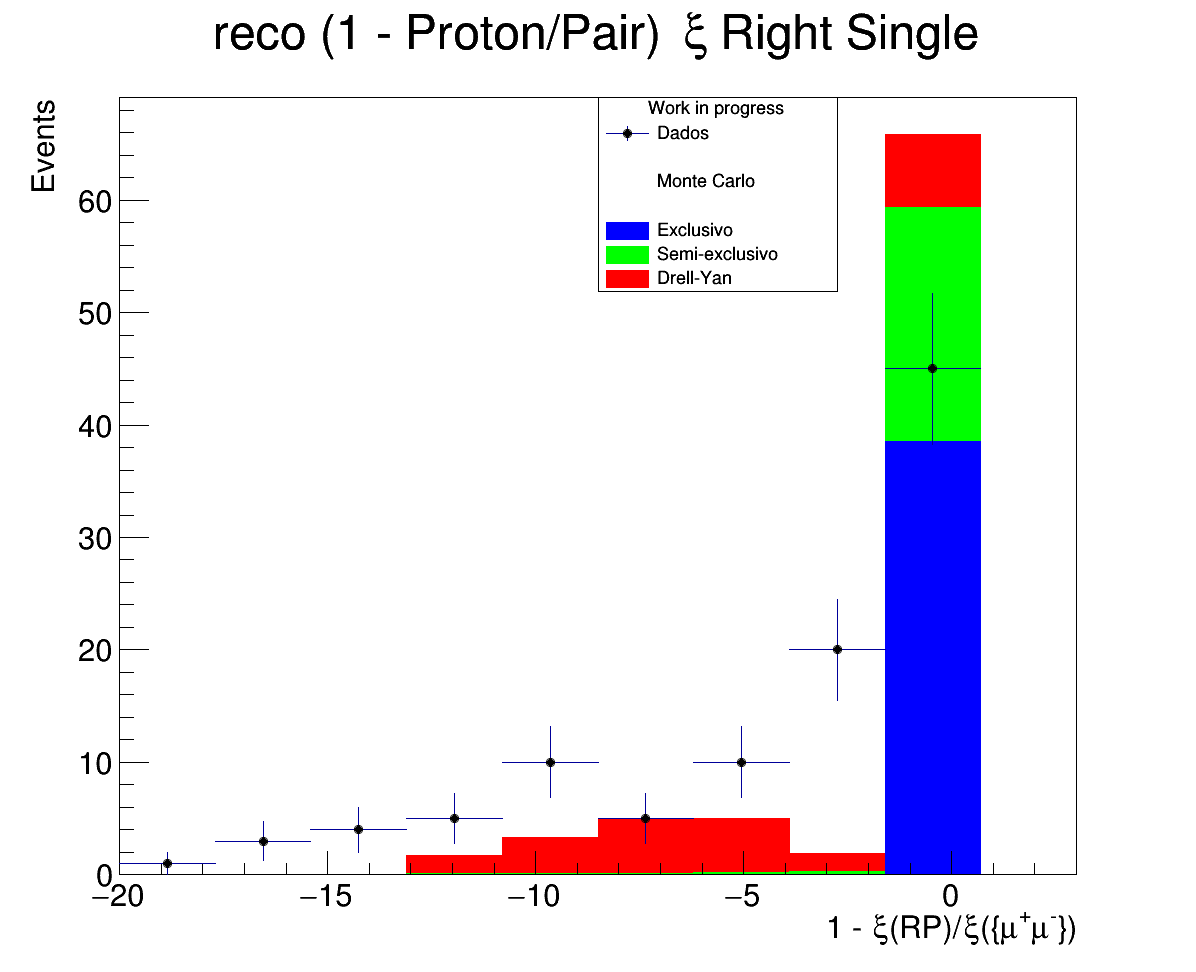 reco (1 - Proton/Pair) ξ Right Single
Events
Work in progress
Dados
Monte Carlo
Exclusivo
Semi-exclusivo
Drell-Yan
60
50
40
30
20
10
0
−20 −15 −10 −5 0
1 - ξ(RP)/ξ({μ⁺μ⁻})